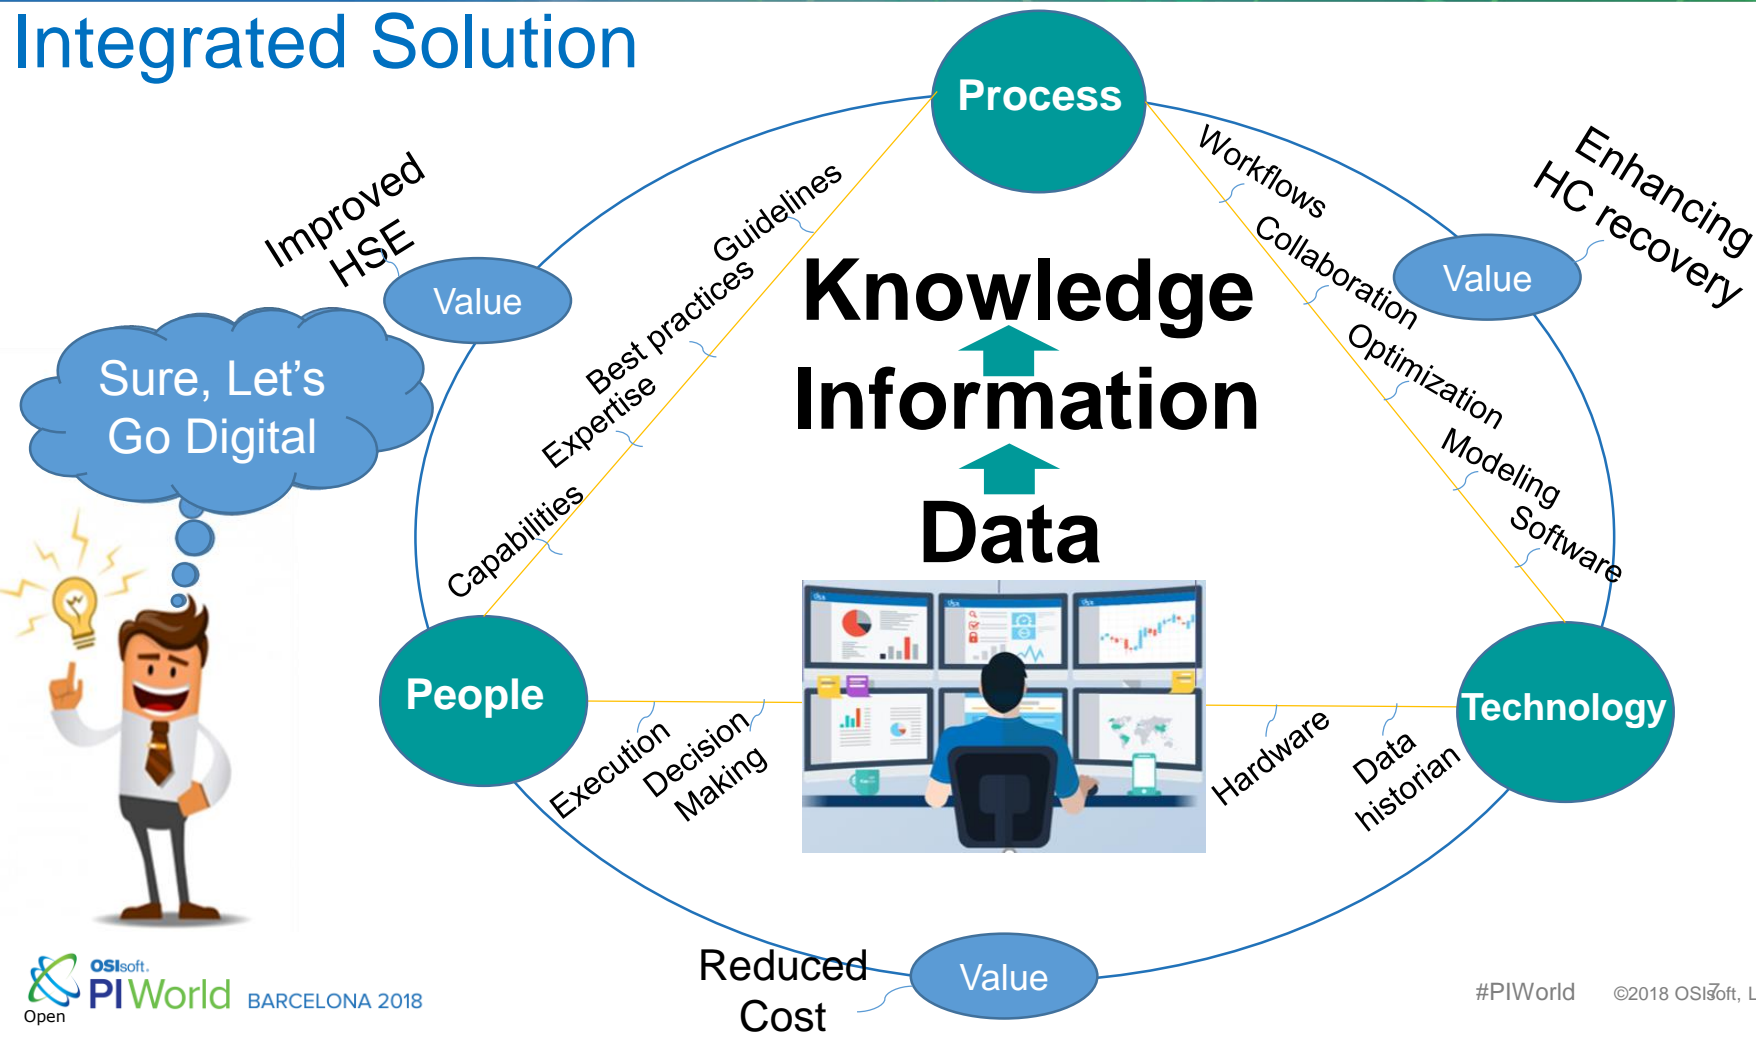 Integrated Solution
Process
Improved
HSE
Value
Guidelines
Best practices
Expertise
Capabilities
Workflows
Collaboration
Optimization
Modeling
Software
Enhancing
HC recovery
Value
Knowledge
Information
Data
Sure, Let's
Go Digital
People
Execution
Decision
Making
Hardware
Data
historian
Technology
Reduced
Cost
Value
OSIsoft.
PIWorld BARCELONA 2018
Open
#PIWorld ©2018 OSIsoft, L
7